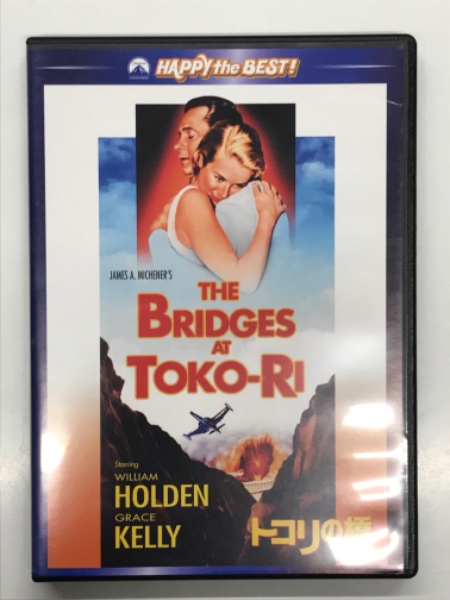 HAPPY the BEST!
JAMES A. MICHENER'S
THE
BRIDGES
AT
TOKO-RI
Starring
WILLIAM
HOLDEN
GRACE
KELLY
トコリの橋